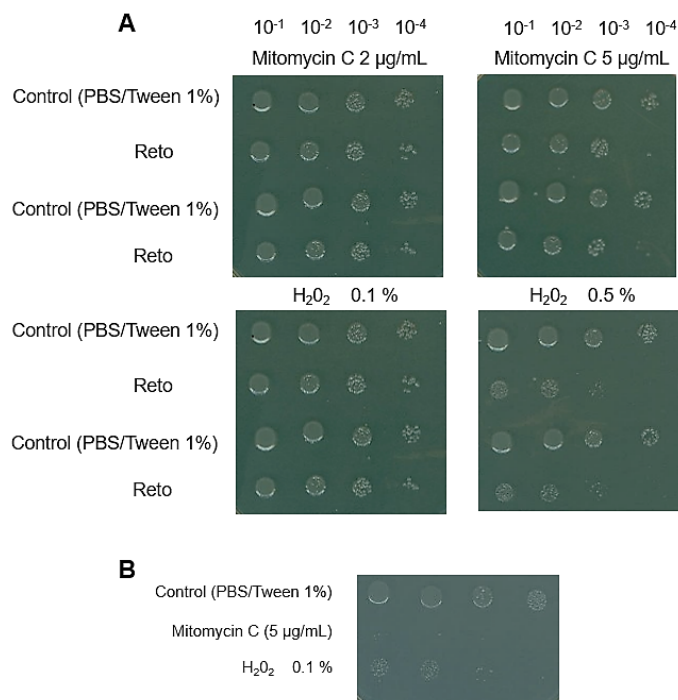 A
10⁻¹ 10⁻² 10⁻³ 10⁻⁴ 10⁻¹ 10⁻² 10⁻³ 10⁻⁴
Mitomycin C 2 µg/mL Mitomycin C 5 µg/mL
Control (PBS/Tween 1%)
Reto
Control (PBS/Tween 1%)
Reto
H₂0₂ 0.1 % H₂0₂ 0.5 %
Control (PBS/Tween 1%)
Reto
Control (PBS/Tween 1%)
Reto
B
Control (PBS/Tween 1%)
Mitomycin C (5 µg/mL)
H₂0₂ 0.1 %